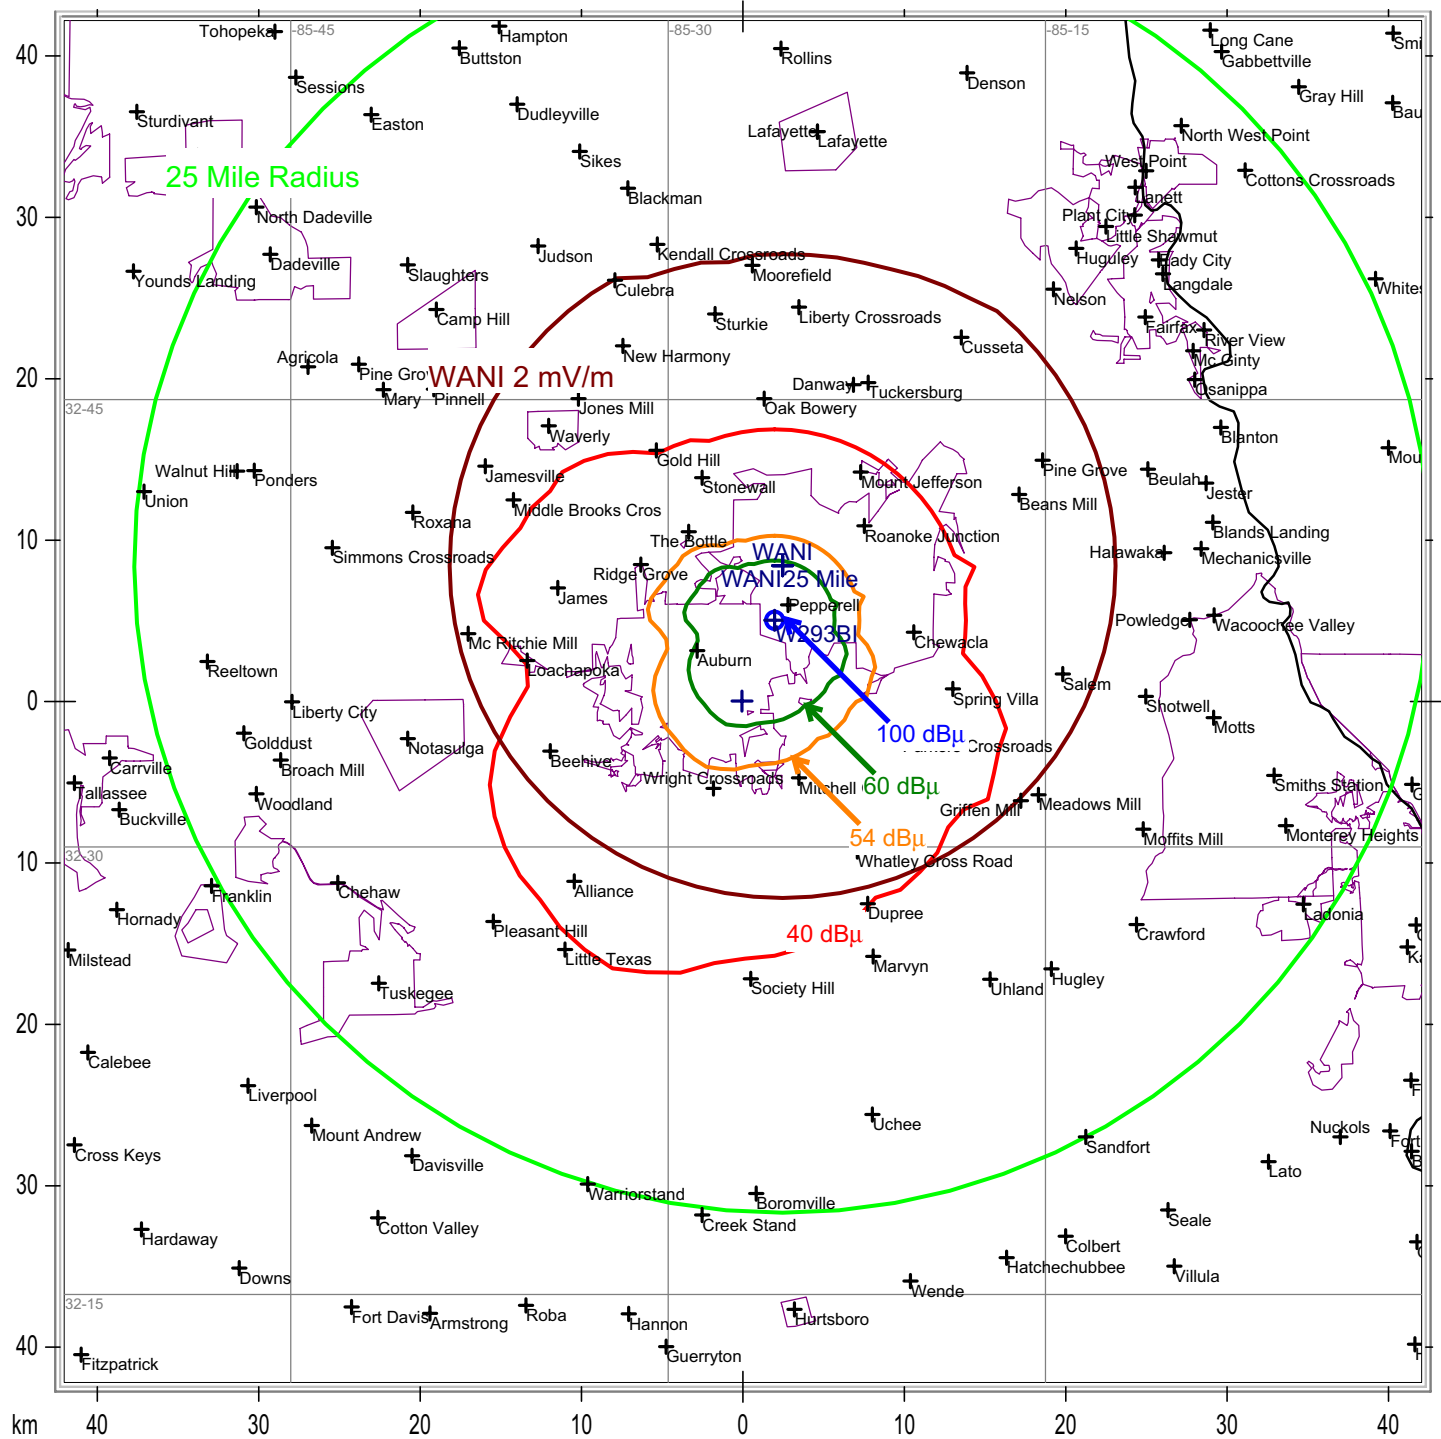 Tohopeka
-85-45
Hampton
-85-30
-85-15
Long Cane
Smi
40
Buttston
Rollins
Gabbettville
Sessions
Denson
Gray Hill
Sturdivant
Easton
Dudleyville
Lafayette
Lafayette
North West Point
Bau
Sikes
West Point
25 Mile Radius
Blackman
Lanett
Cottons Crossroads
30
North Dadeville
Plant City
Little Shawmut
Dadeville
Judson
Kendall Crossroads
Huguley
Lady City
Younds Landing
Slaughters
Culebra
Moorefield
Langdale
Whites
Nelson
Camp Hill
Sturkie
Liberty Crossroads
Fairfax
River View
Agricola
New Harmony
Cusseta
Mc Ginty
20
Pine Gro
WANI 2 mV/m
Danway
Tuckersburg
Osanippa
Mary
Pinnell
32-45
Jones Mill
Oak Bowery
Waverly
Blanton
Gold Hill
Mou
Walnut Hill
Ponders
Jamesville
Stonewall
Mount Jefferson
Pine Grove
Beulah
Jester
Union
Middle Brooks Cros
Beans Mill
Roxana
The Bottle
Roanoke Junction
Blands Landing
10
Simmons Crossroads
WANI
Halawaka
Mechanicsville
Ridge Grove
WANI25 Mile
James
Pepperell
Powledge
Wacoochee Valley
Mc Ritchie Mill
W293BI
Chewacla
Reeltown
Loachapoka
Auburn
Salem
0
Liberty City
Spring Villa
Shotwell
Motts
Golddust
Notasulga
100 dBµ
Crossroads
Carrville
Broach Mill
Beehive
Wright Crossroads
Mitchell
60 dBµ
Smiths Station
Tallassee
Woodland
Griffen Mill
Meadows Mill
Buckville
54 dBµ
Moffits Mill
Monterey Heights
32-30
10
Whatley Cross Road
Franklin
Chehaw
Alliance
Hornady
Dupree
Ladonia
Pleasant Hill
40 dBµ
Crawford
Milstead
Little Texas
Marvyn
Tuskegee
Society Hill
Uhland
Hugley
20
Calebee
Liverpool
Mount Andrew
Uchee
Nuckols
Cross Keys
Davisville
Sandfort
Fort
Lato
30
Warriorstand
Boromville
Hardaway
Cotton Valley
Creek Stand
Seale
Colbert
Downs
Hatchechubbee
Villula
Wende
32-15
Fort Davis
Armstrong
Roba
Hannon
Hurtsboro
40
Fitzpatrick
Guerryton
km
40
30
20
10
0
10
20
30
40